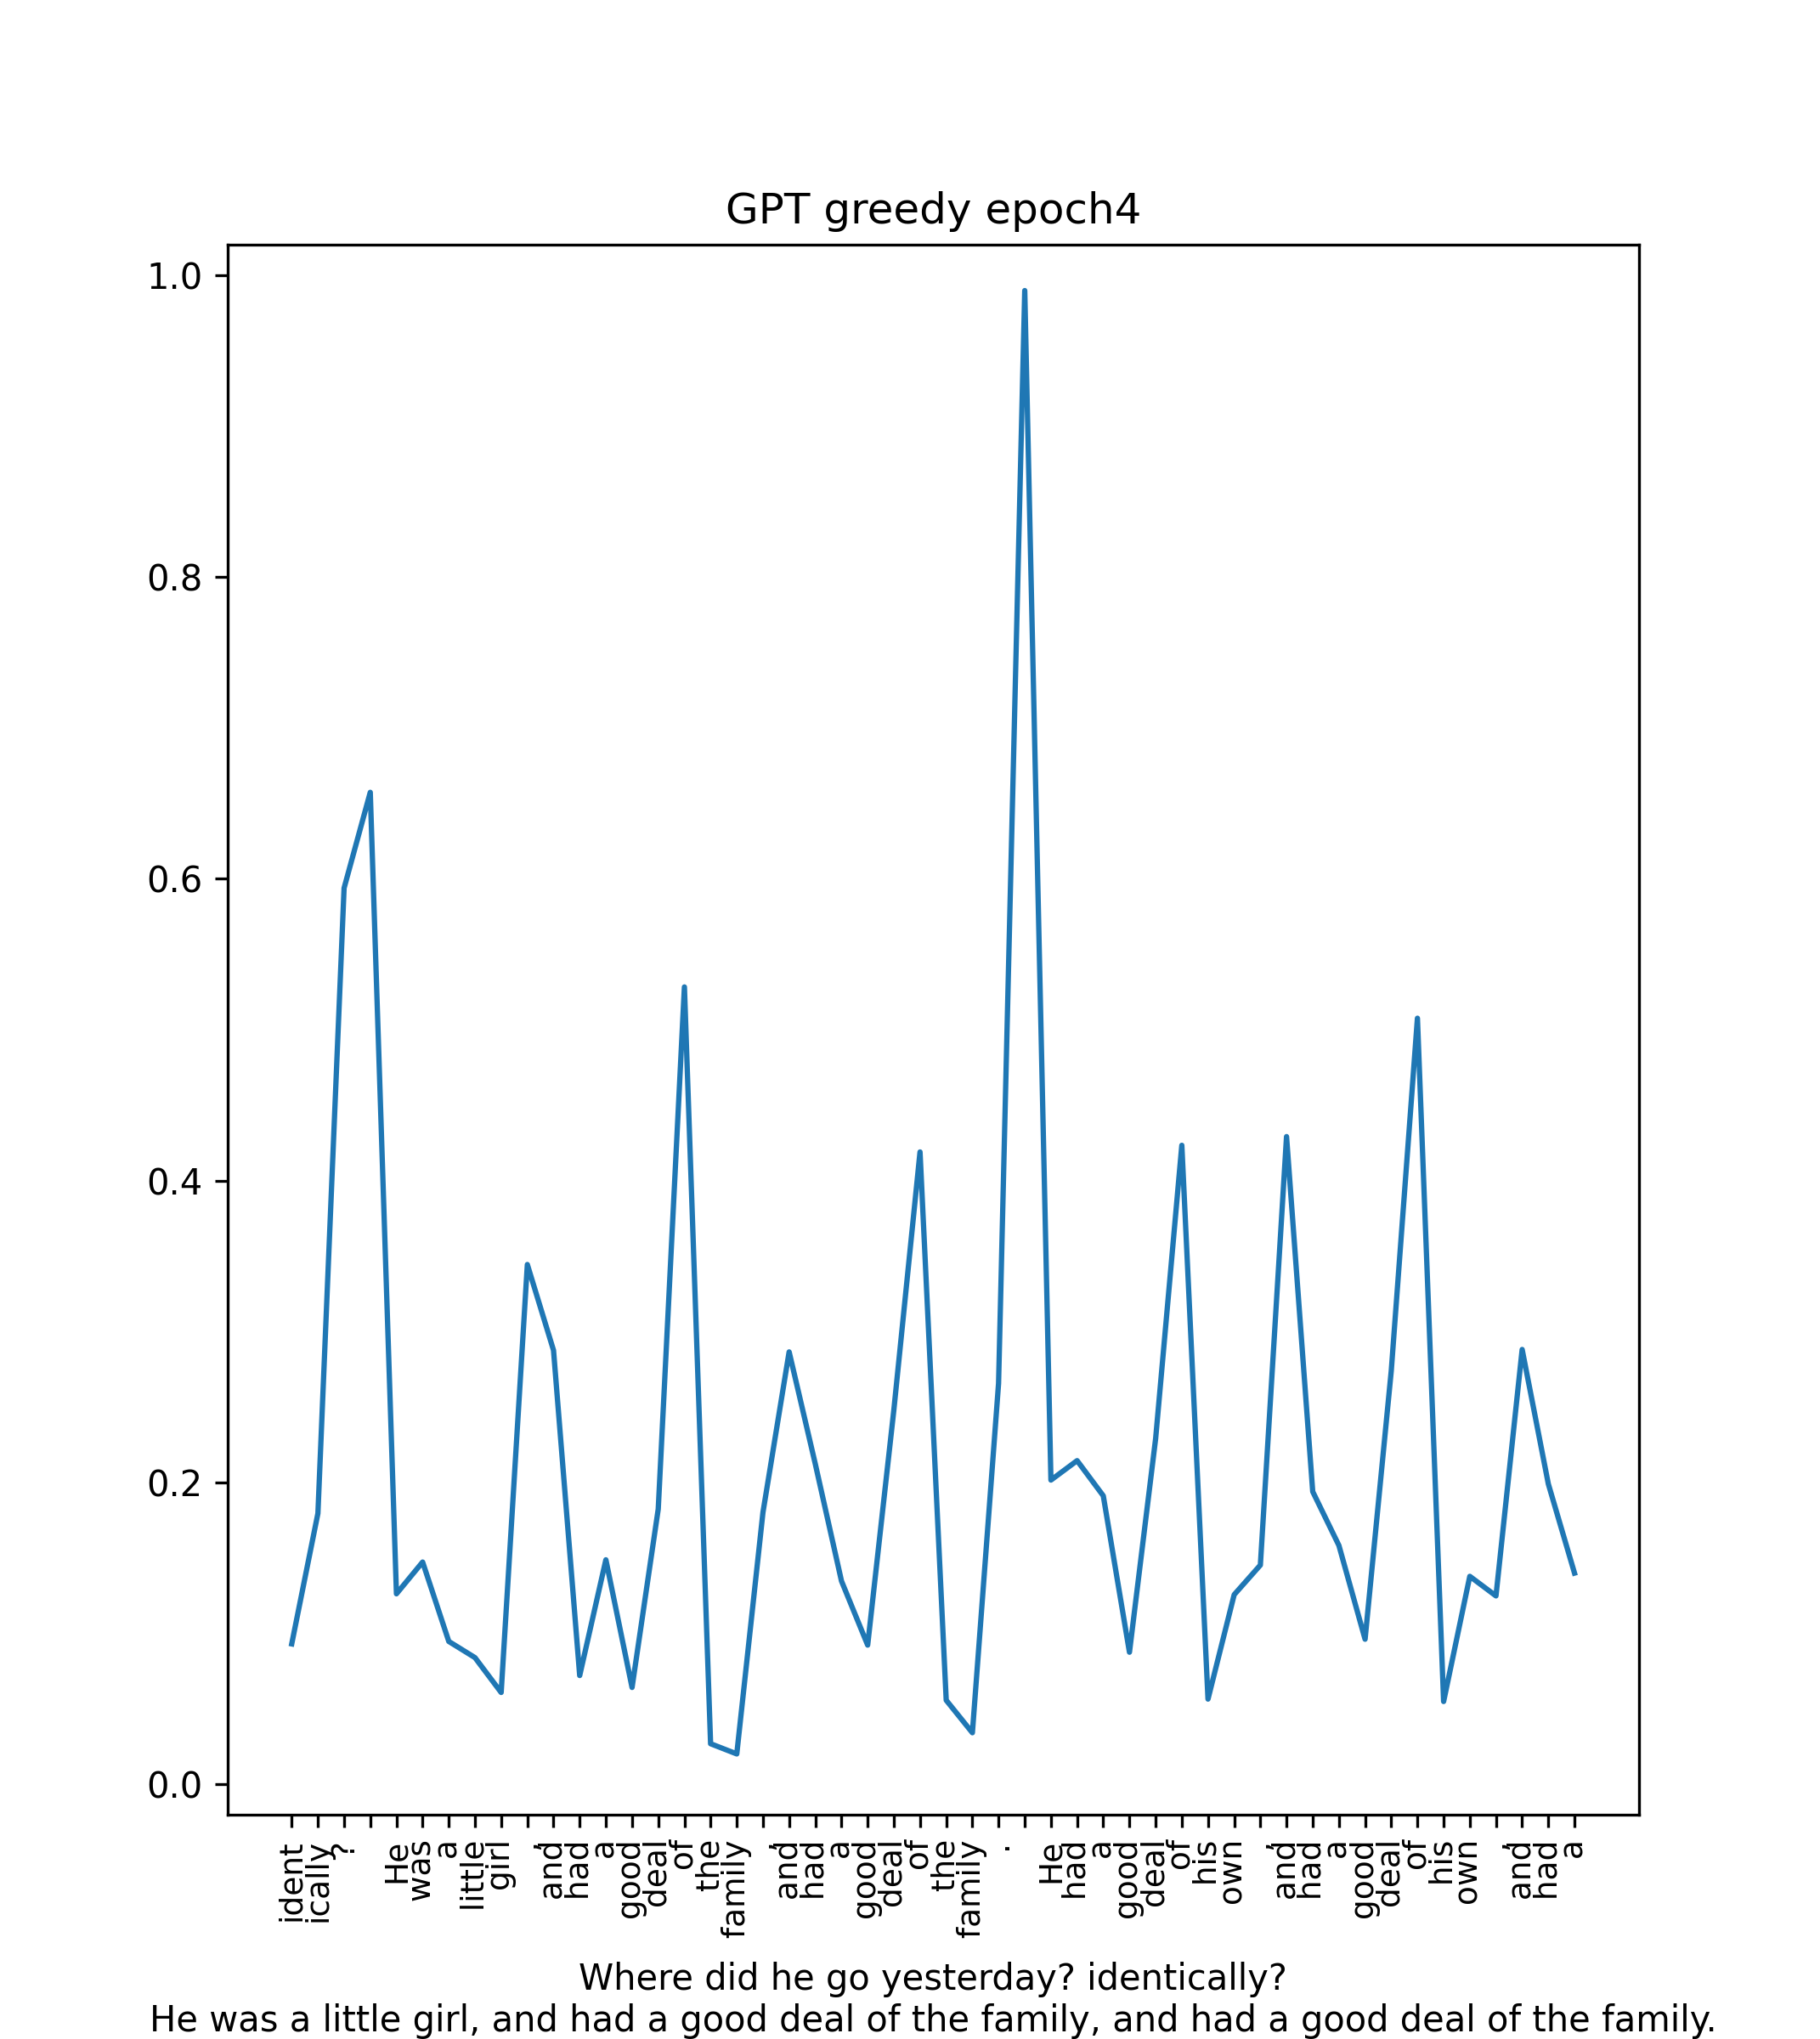 GPT greedy epoch4
1.0
0.8
0.6
0.4
0.2
0.0
ident
ically
?
He
was
a
little
girl
,
and
had
a
good
deal
of
the
family
,
and
had
a
good
deal
of
the
family
.
He
had
a
good
deal
of
his
own
,
and
had
a
good
deal
of
his
own
,
and
had
a
Where did he go yesterday? identically?
He was a little girl, and had a good deal of the family, and had a good deal of the family.